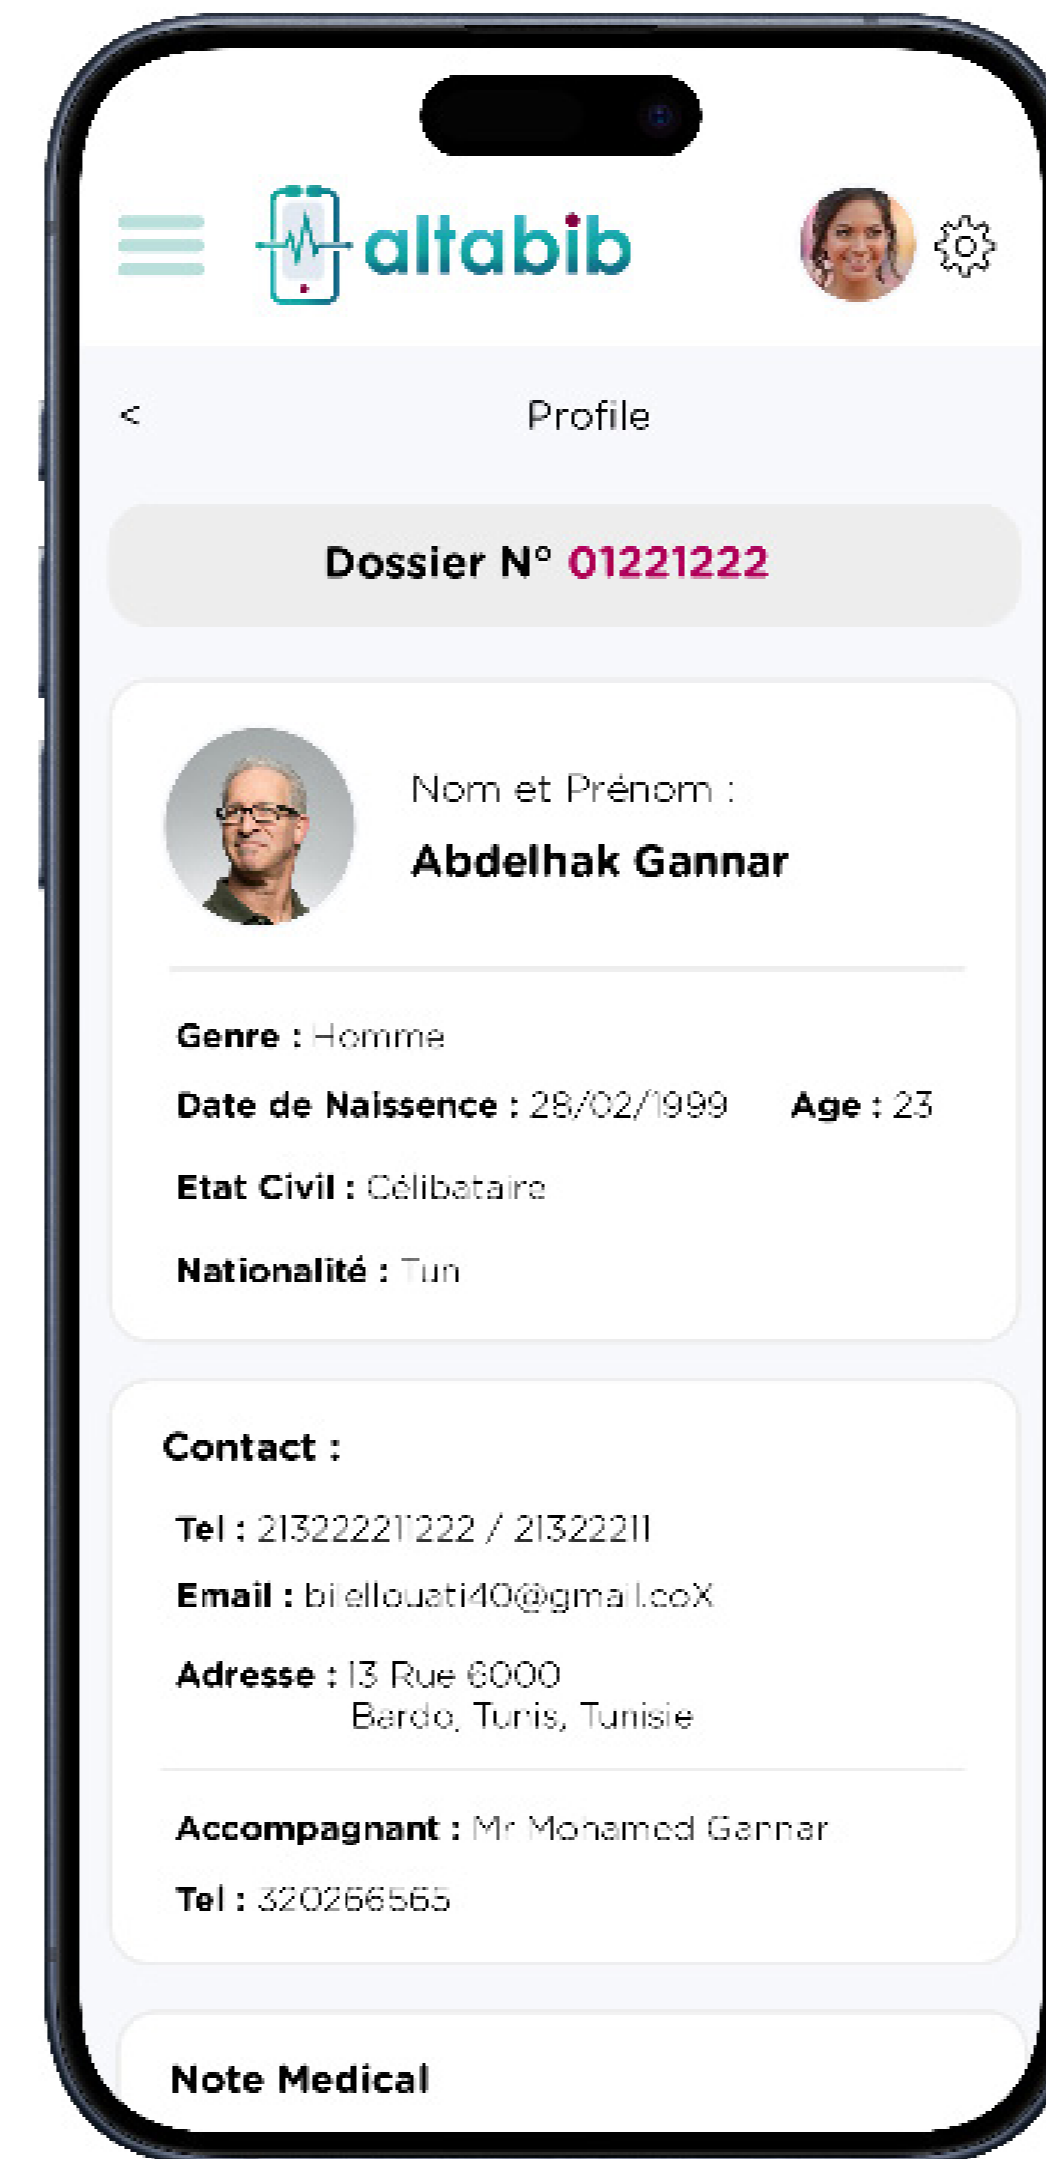 altabib
< Profile
Dossier N° 01221222
Nom et Prénom :
Abdelhak Gannar
Genre : Homme
Date de Naissence : 28/02/1999 Age : 23
Etat Civil : Célibataire
Nationalité : Tun
Contact :
Tel : 213222211222 / 21322211
Email : bilellouati40@gmail.coX
Adresse : 13 Rue 6000
Bardo, Tunis, Tunisie
Accompagnant : Mr Mohamed Gannar
Tel : 320266565
Note Medical